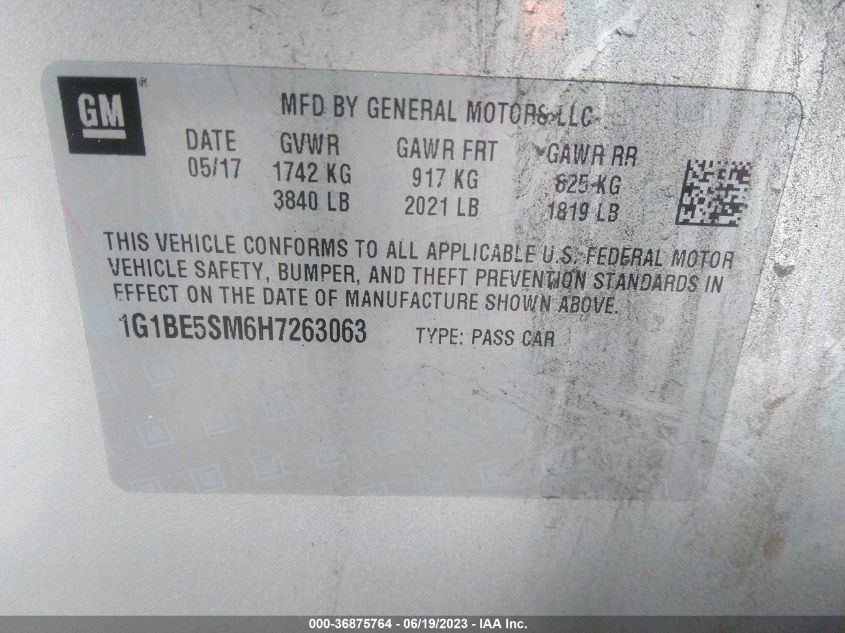 GM®
MFD BY GENERAL MOTORS LLC
DATE GVWR GAWR FRT GAWR RR
05/17 1742 KG 917 KG 825 KG
3840 LB 2021 LB 1819 LB
THIS VEHICLE CONFORMS TO ALL APPLICABLE U.S. FEDERAL MOTOR
VEHICLE SAFETY, BUMPER, AND THEFT PREVENTION STANDARDS IN
EFFECT ON THE DATE OF MANUFACTURE SHOWN ABOVE.
1G1BE5SM6H7263063 TYPE: PASS CAR
000-36875764 - 06/19/2023 - IAA Inc.